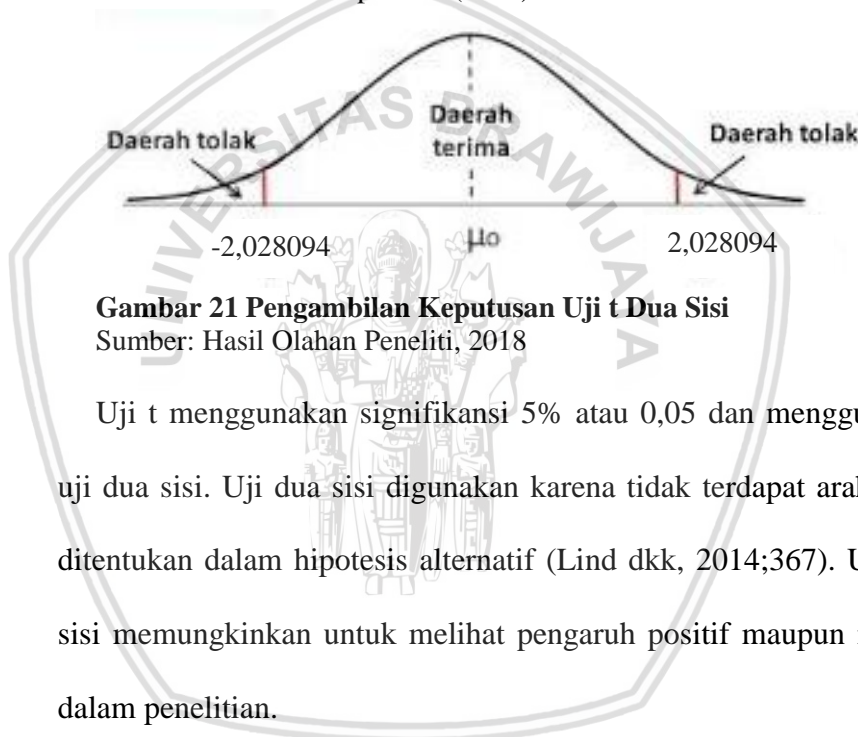 Daerah tolak
Daerah
terima
Daerah tolak
-2,028094
μo
2,028094
Gambar 21 Pengambilan Keputusan Uji t Dua Sisi
Sumber: Hasil Olahan Peneliti, 2018
Uji t menggunakan signifikansi 5% atau 0,05 dan menggu
uji dua sisi. Uji dua sisi digunakan karena tidak terdapat ara
ditentukan dalam hipotesis alternatif (Lind dkk, 2014;367). U
sisi memungkinkan untuk melihat pengaruh positif maupun
dalam penelitian.
UNIVERSITAS BRAWIJAYA